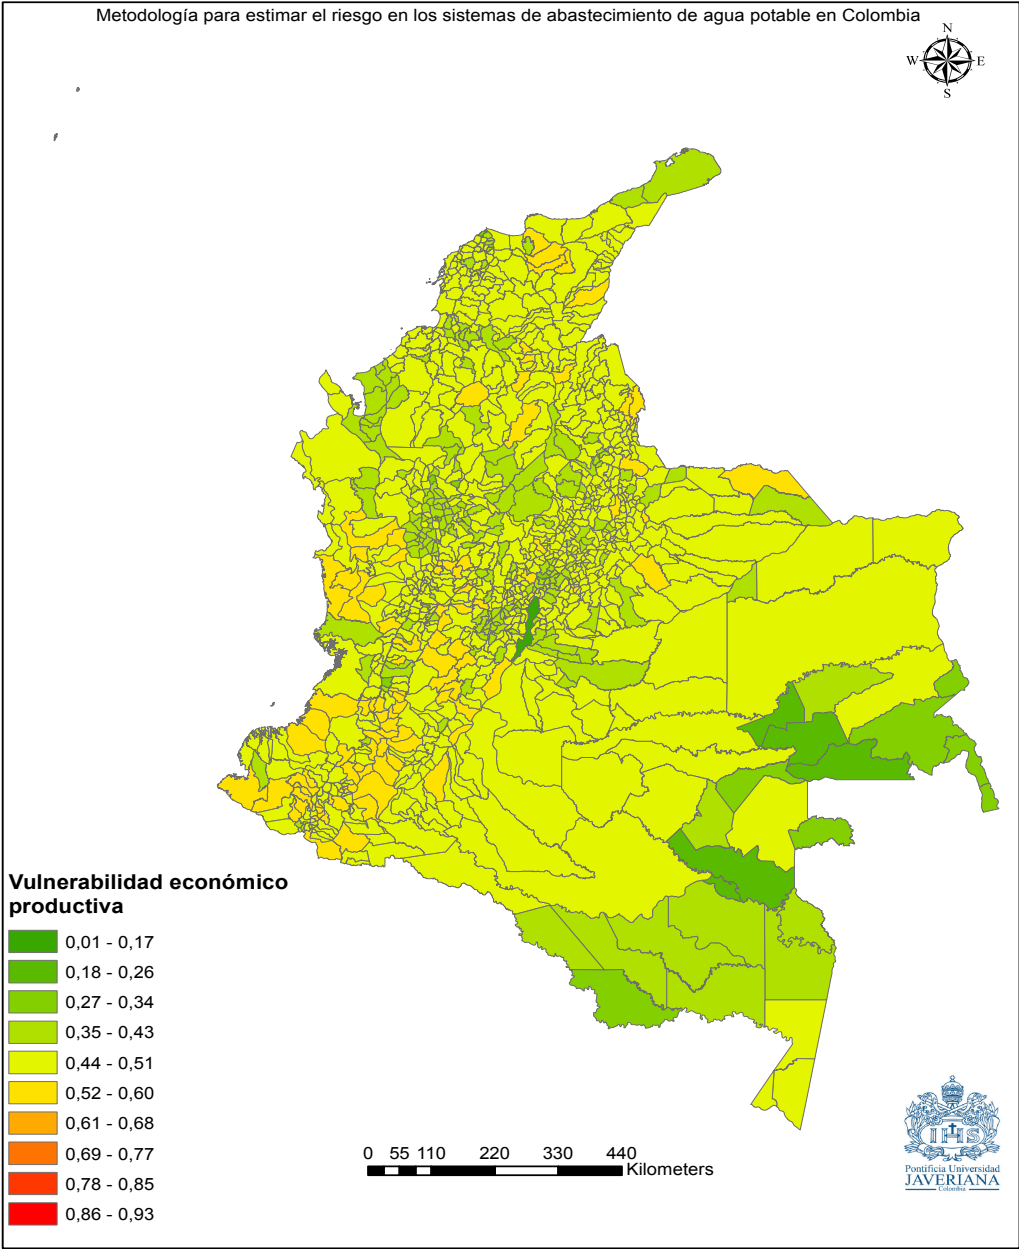 Metodología para estimar el riesgo en los sistemas de abastecimiento de agua potable en Colombia
N
W E
S
Vulnerabilidad económico
productiva
0,01 - 0,17
0,18 - 0,26
0,27 - 0,34
0,35 - 0,43
0,44 - 0,51
0,52 - 0,60
0,61 - 0,68
0,69 - 0,77
0,78 - 0,85
0,86 - 0,93
0 55 110 220 330 440
Kilometers
IHS
Pontificia Universidad
JAVERIANA
Colombia